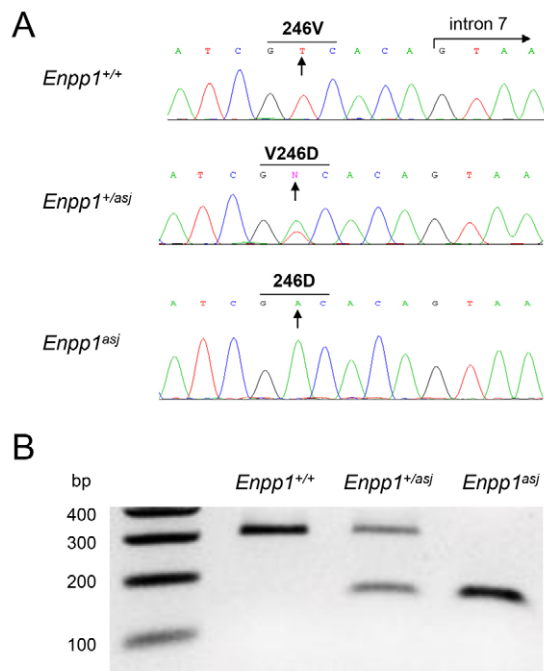 A
246V
intron 7
A T C G T C A C A G T A A
Enpp1+/+
V246D
A T C G N C A C A G T A A
Enpp1+/asj
246D
A T C G A C A C A G T A A
Enpp1asj
B
bp Enpp1+/+ Enpp1+/asj Enpp1asj
400
300
200
100